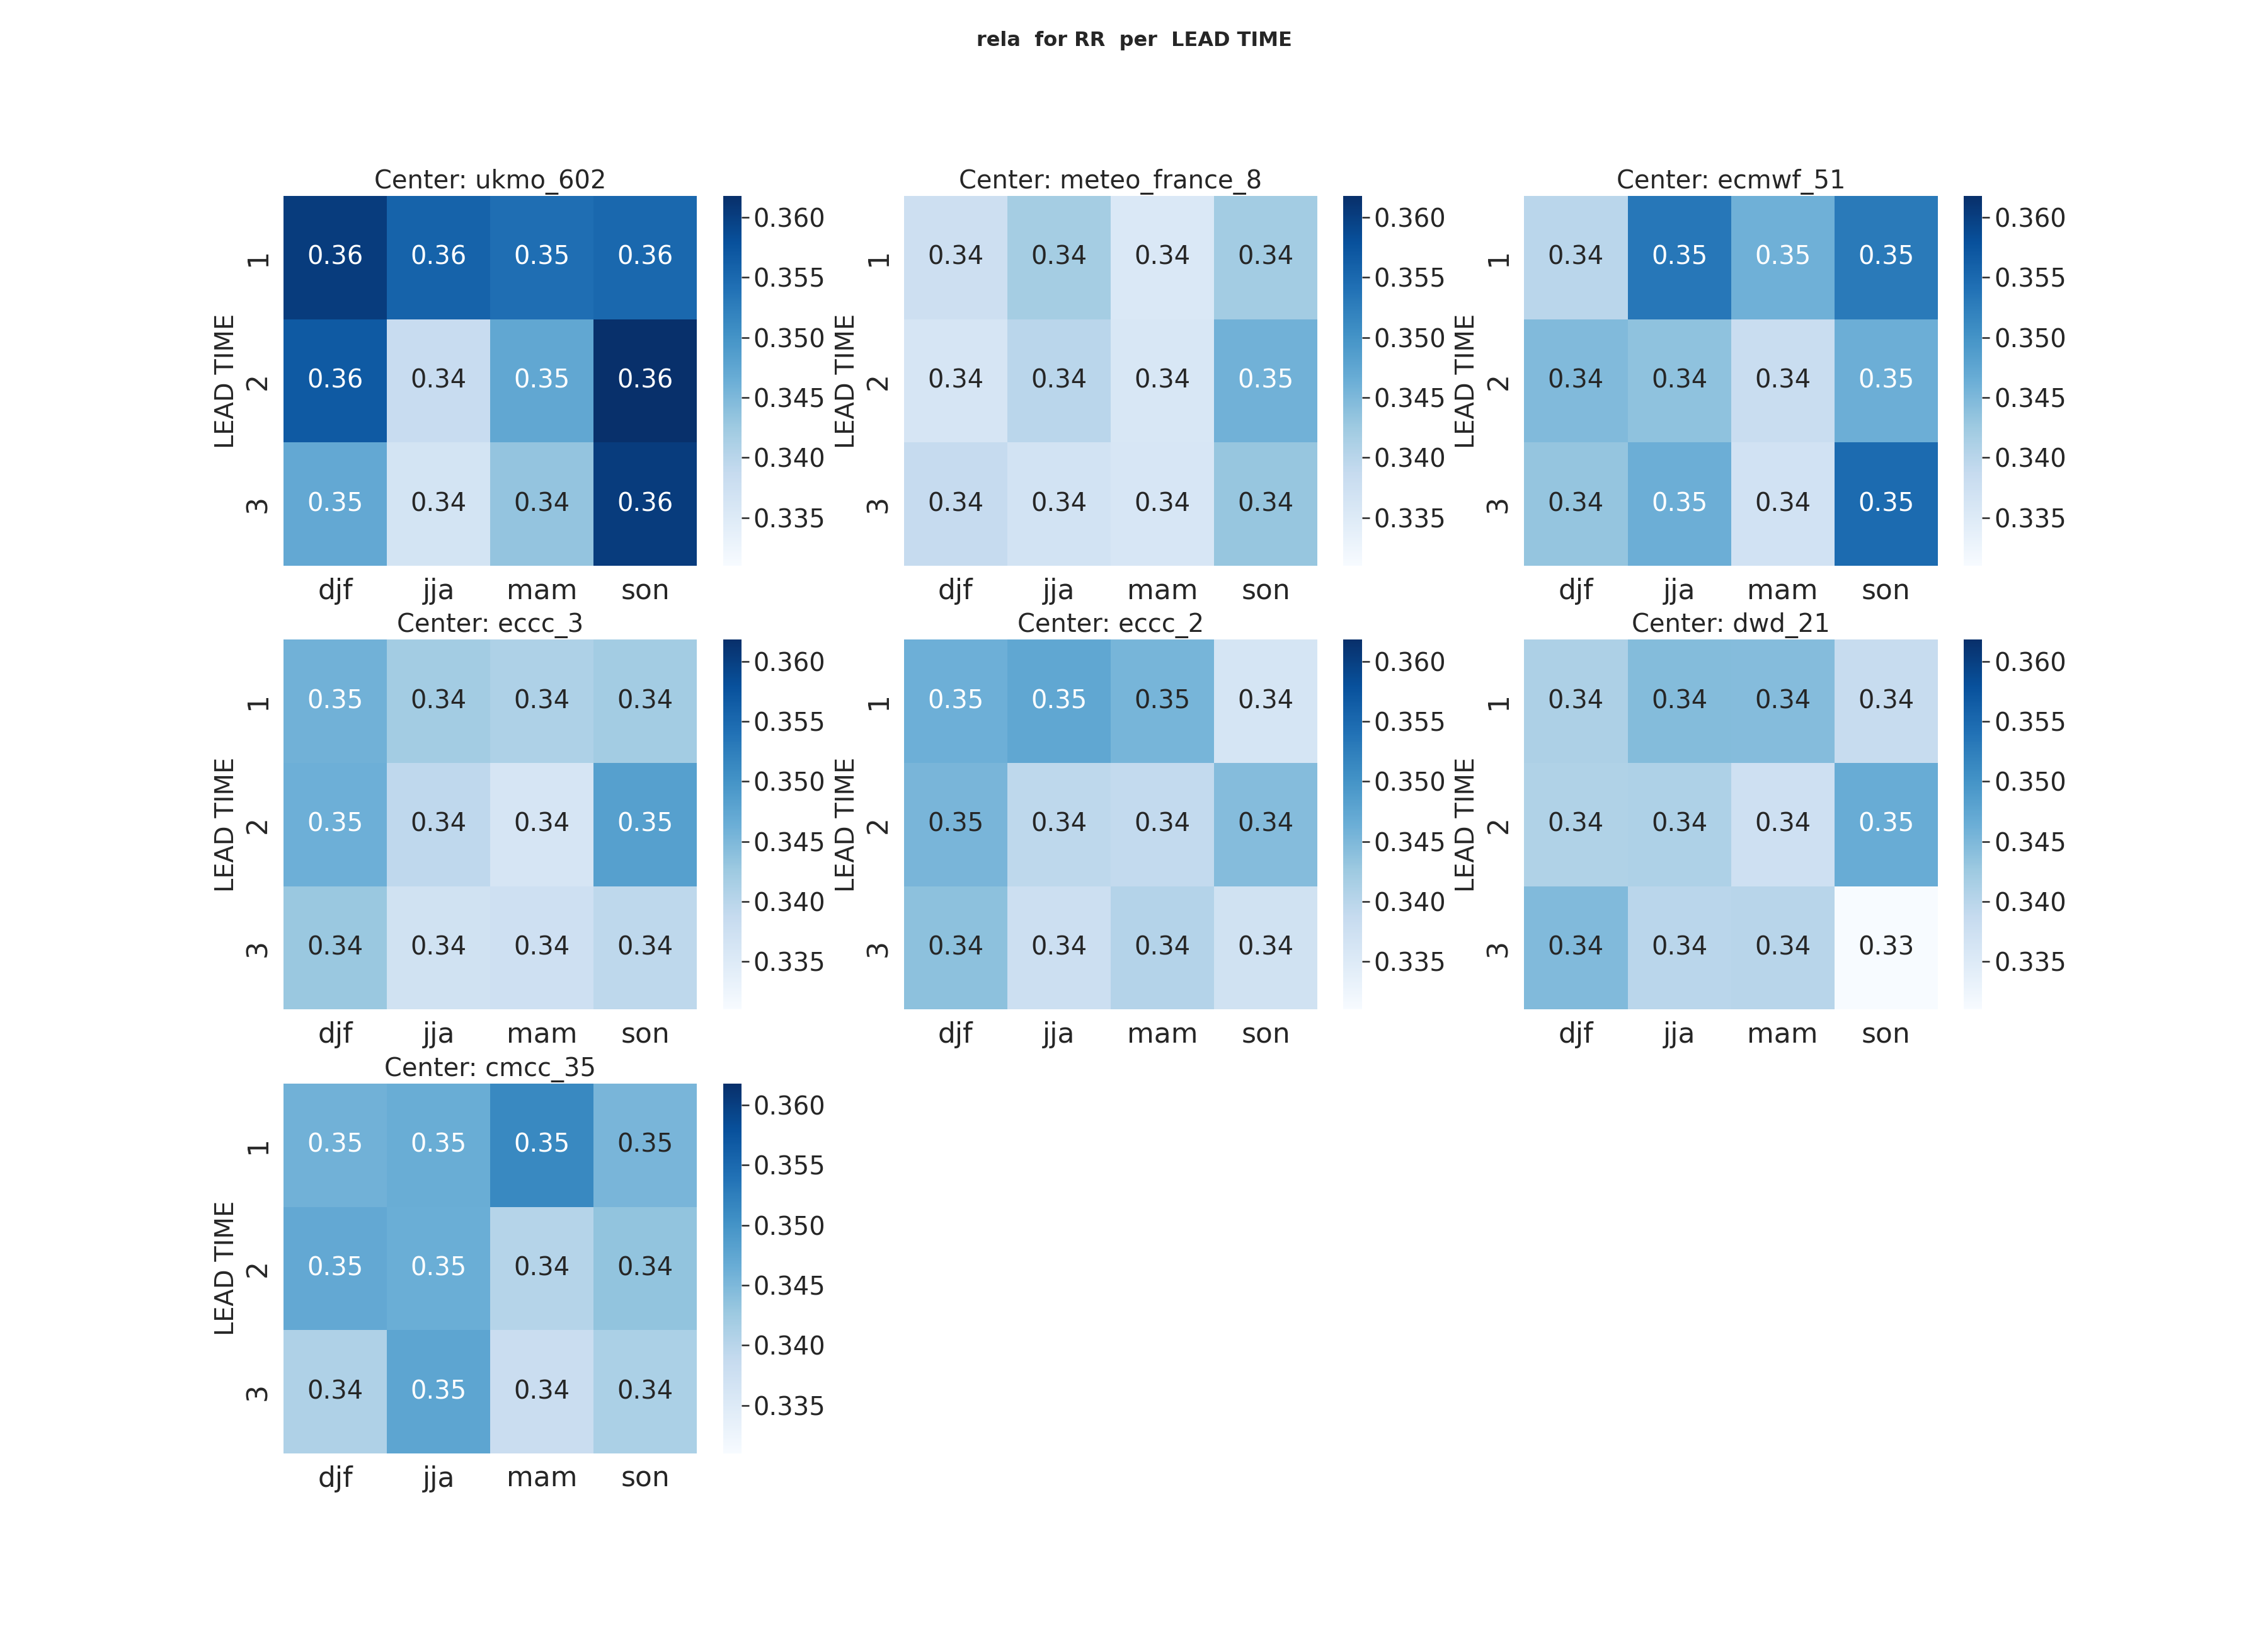 rela  for RR  per  LEAD TIME
Center: ukmo_602
LEAD TIME
1 0.36 0.36 0.35 0.36
2 0.36 0.34 0.35 0.36
3 0.35 0.34 0.34 0.36
djf jja mam son
0.360
0.355
0.350
0.345
0.340
0.335
Center: meteo_france_8
LEAD TIME
1 0.34 0.34 0.34 0.34
2 0.34 0.34 0.34 0.35
3 0.34 0.34 0.34 0.34
djf jja mam son
0.360
0.355
0.350
0.345
0.340
0.335
Center: ecmwf_51
LEAD TIME
1 0.34 0.35 0.35 0.35
2 0.34 0.34 0.34 0.35
3 0.34 0.35 0.34 0.35
djf jja mam son
0.360
0.355
0.350
0.345
0.340
0.335
Center: eccc_3
LEAD TIME
1 0.35 0.34 0.34 0.34
2 0.35 0.34 0.34 0.35
3 0.34 0.34 0.34 0.34
djf jja mam son
0.360
0.355
0.350
0.345
0.340
0.335
Center: eccc_2
LEAD TIME
1 0.35 0.35 0.35 0.34
2 0.35 0.34 0.34 0.34
3 0.34 0.34 0.34 0.34
djf jja mam son
0.360
0.355
0.350
0.345
0.340
0.335
Center: dwd_21
LEAD TIME
1 0.34 0.34 0.34 0.34
2 0.34 0.34 0.34 0.35
3 0.34 0.34 0.34 0.33
djf jja mam son
0.360
0.355
0.350
0.345
0.340
0.335
Center: cmcc_35
LEAD TIME
1 0.35 0.35 0.35 0.35
2 0.35 0.35 0.34 0.34
3 0.34 0.35 0.34 0.34
djf jja mam son
0.360
0.355
0.350
0.345
0.340
0.335